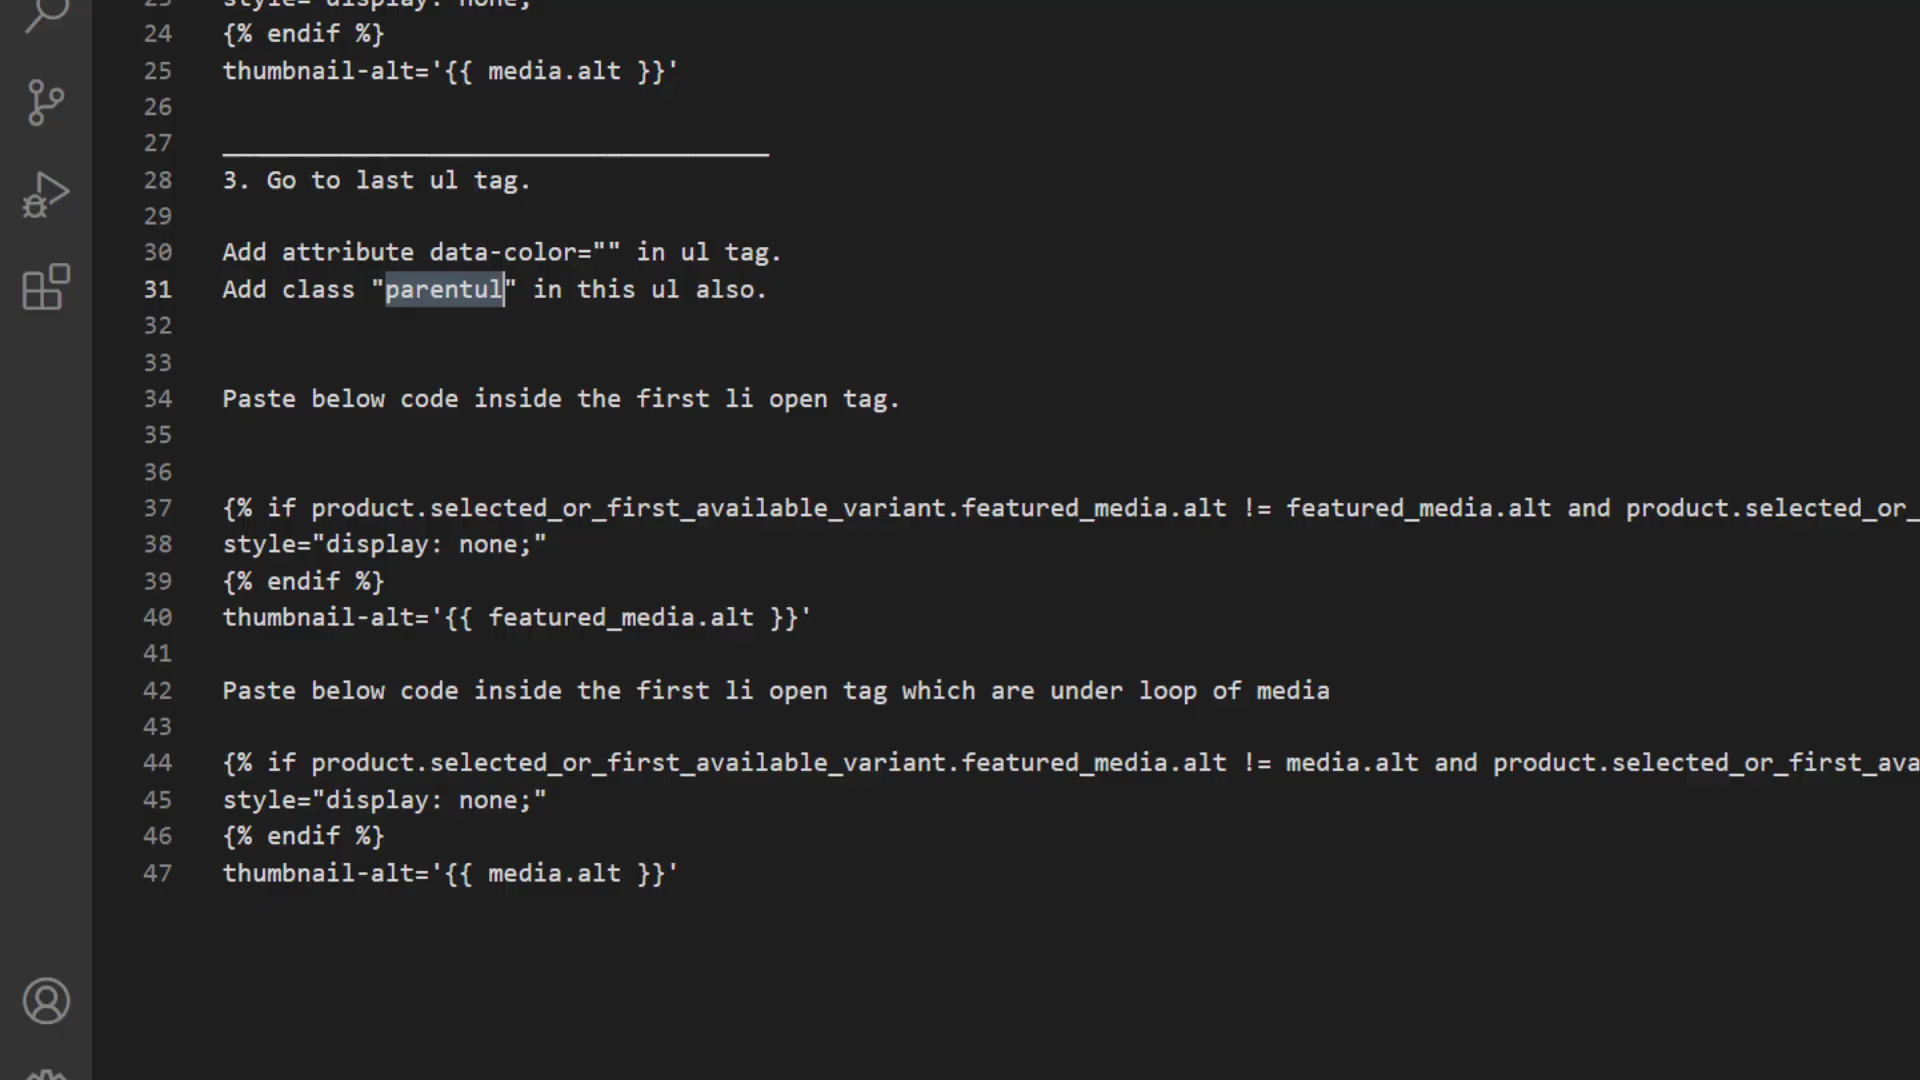 23 style="display: none;"
24 {% endif %}
25 thumbnail-alt='{{ media.alt }}'
26
27 _____________________________________
28 3. Go to last ul tag.
29
30 Add attribute data-color="" in ul tag.
31 Add class "parentul" in this ul also.
32
33
34 Paste below code inside the first li open tag.
35
36
37 {% if product.selected_or_first_available_variant.featured_media.alt != featured_media.alt and product.selected_or_
38 style="display: none;"
39 {% endif %}
40 thumbnail-alt='{{ featured_media.alt }}'
41
42 Paste below code inside the first li open tag which are under loop of media
43
44 {% if product.selected_or_first_available_variant.featured_media.alt != media.alt and product.selected_or_first_ava
45 style="display: none;"
46 {% endif %}
47 thumbnail-alt='{{ media.alt }}'